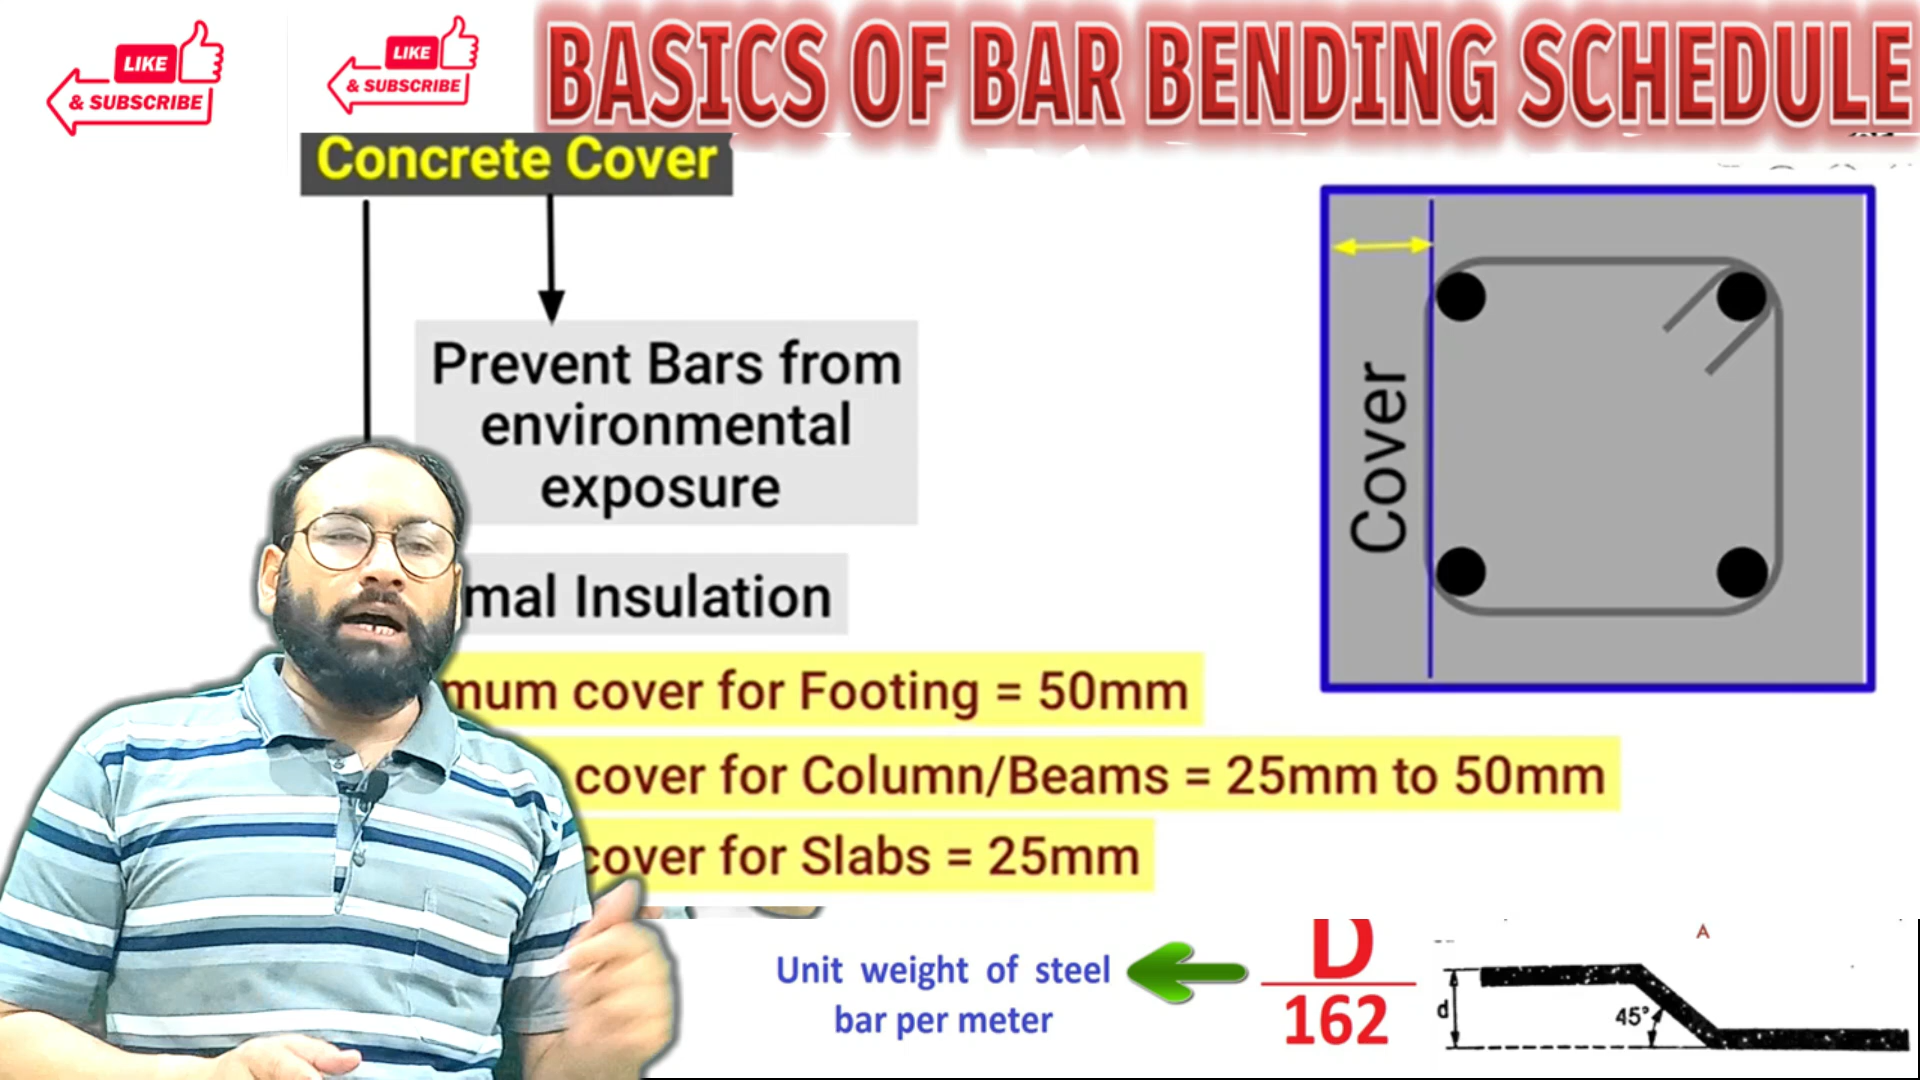 LIKE
& SUBSCRIBE
LIKE
& SUBSCRIBE
BASICS OF BAR BENDING SCHEDULE
Concrete Cover
Prevent Bars from
environmental
exposure
mal Insulation
mum cover for Footing = 50mm
cover for Column/Beams = 25mm to 50mm
cover for Slabs = 25mm
Cover
Unit weight of steel
bar per meter
D
162
A
d
45°